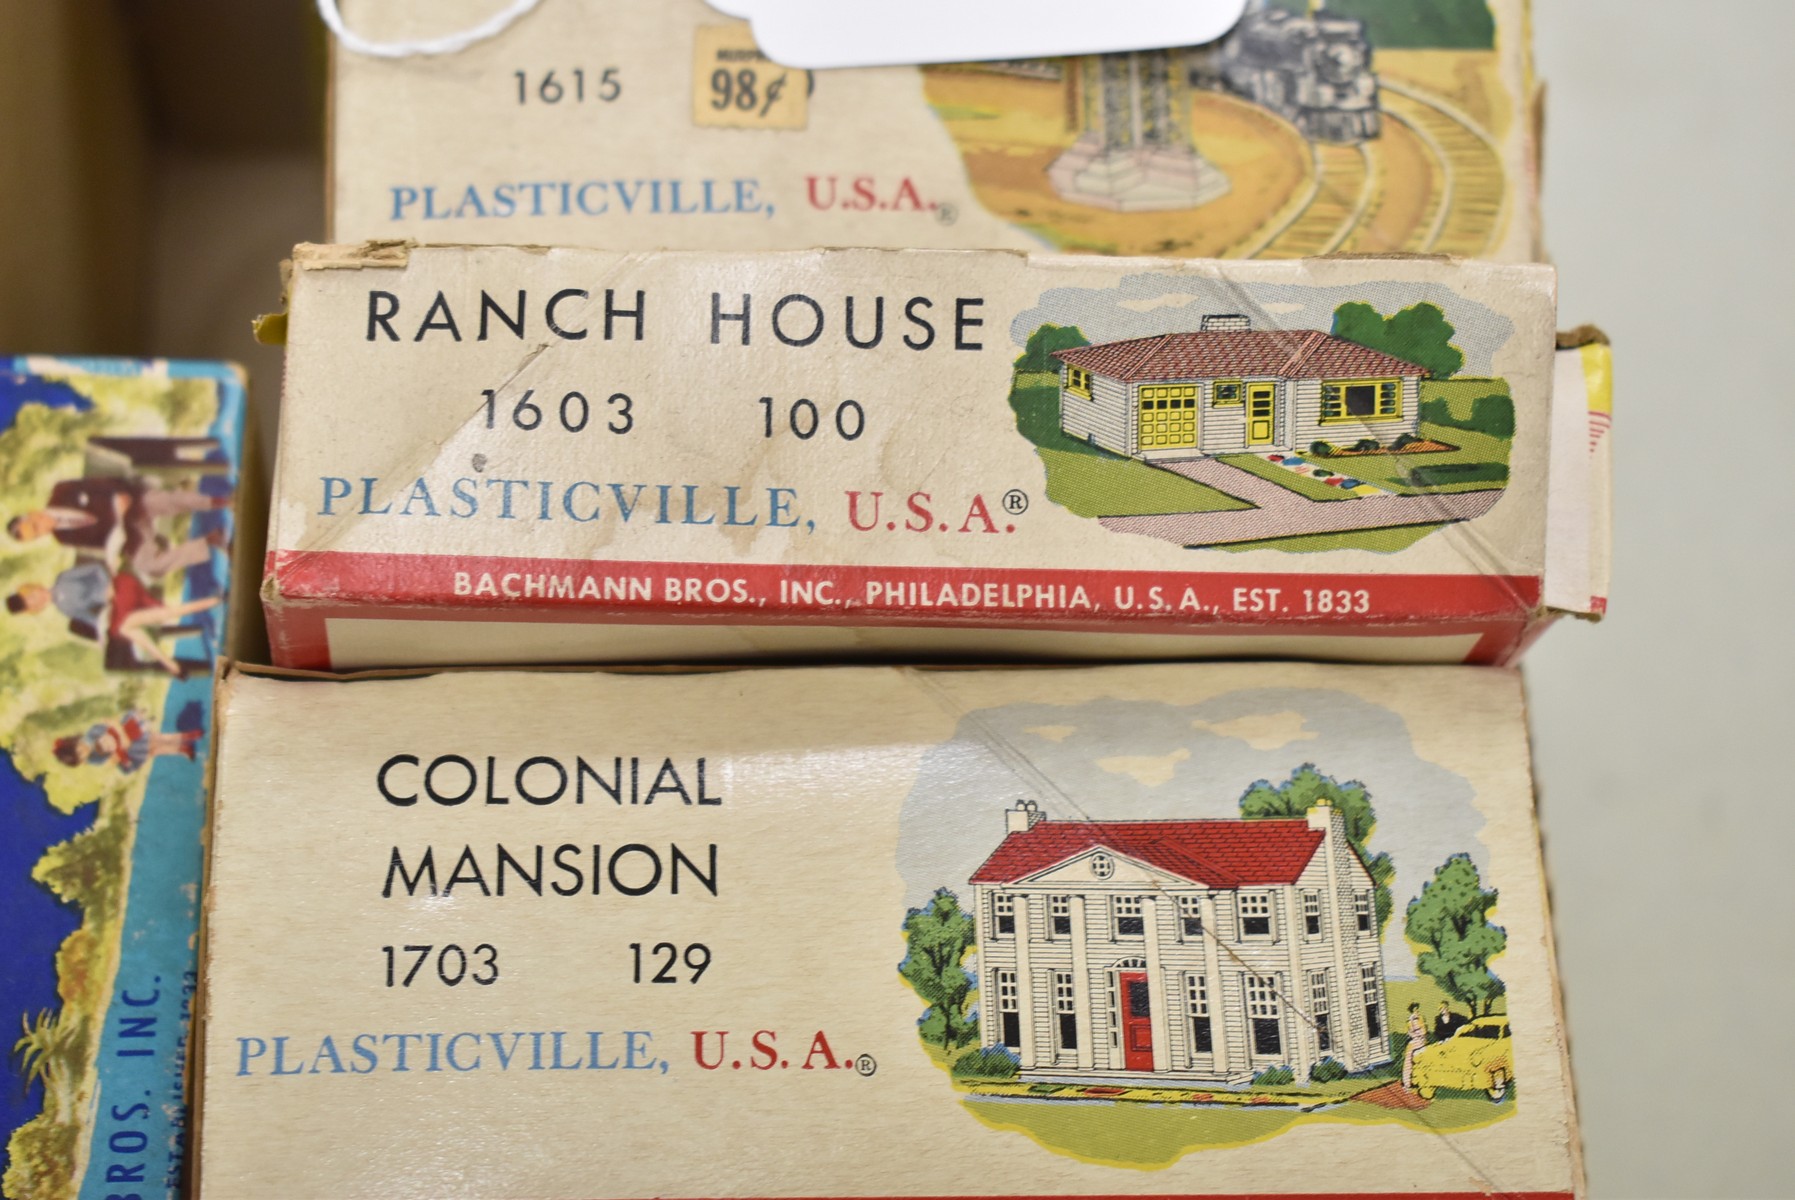 1615
98¢
PLASTICVILLE, U.S.A.®
RANCH HOUSE
1603 100
PLASTICVILLE, U.S.A.®
BACHMANN BROS., INC., PHILADELPHIA, U.S.A., EST. 1833
COLONIAL
MANSION
1703 129
PLASTICVILLE, U.S.A.®
BROS. INC.